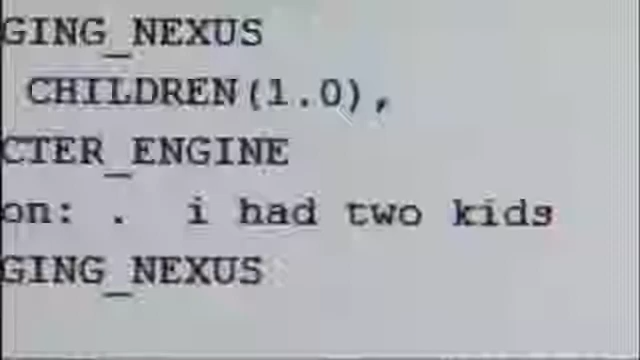 GING_NEXUS
CHILDREN(1.0),
CTER_ENGINE
on: . i had two kids
GING_NEXUS